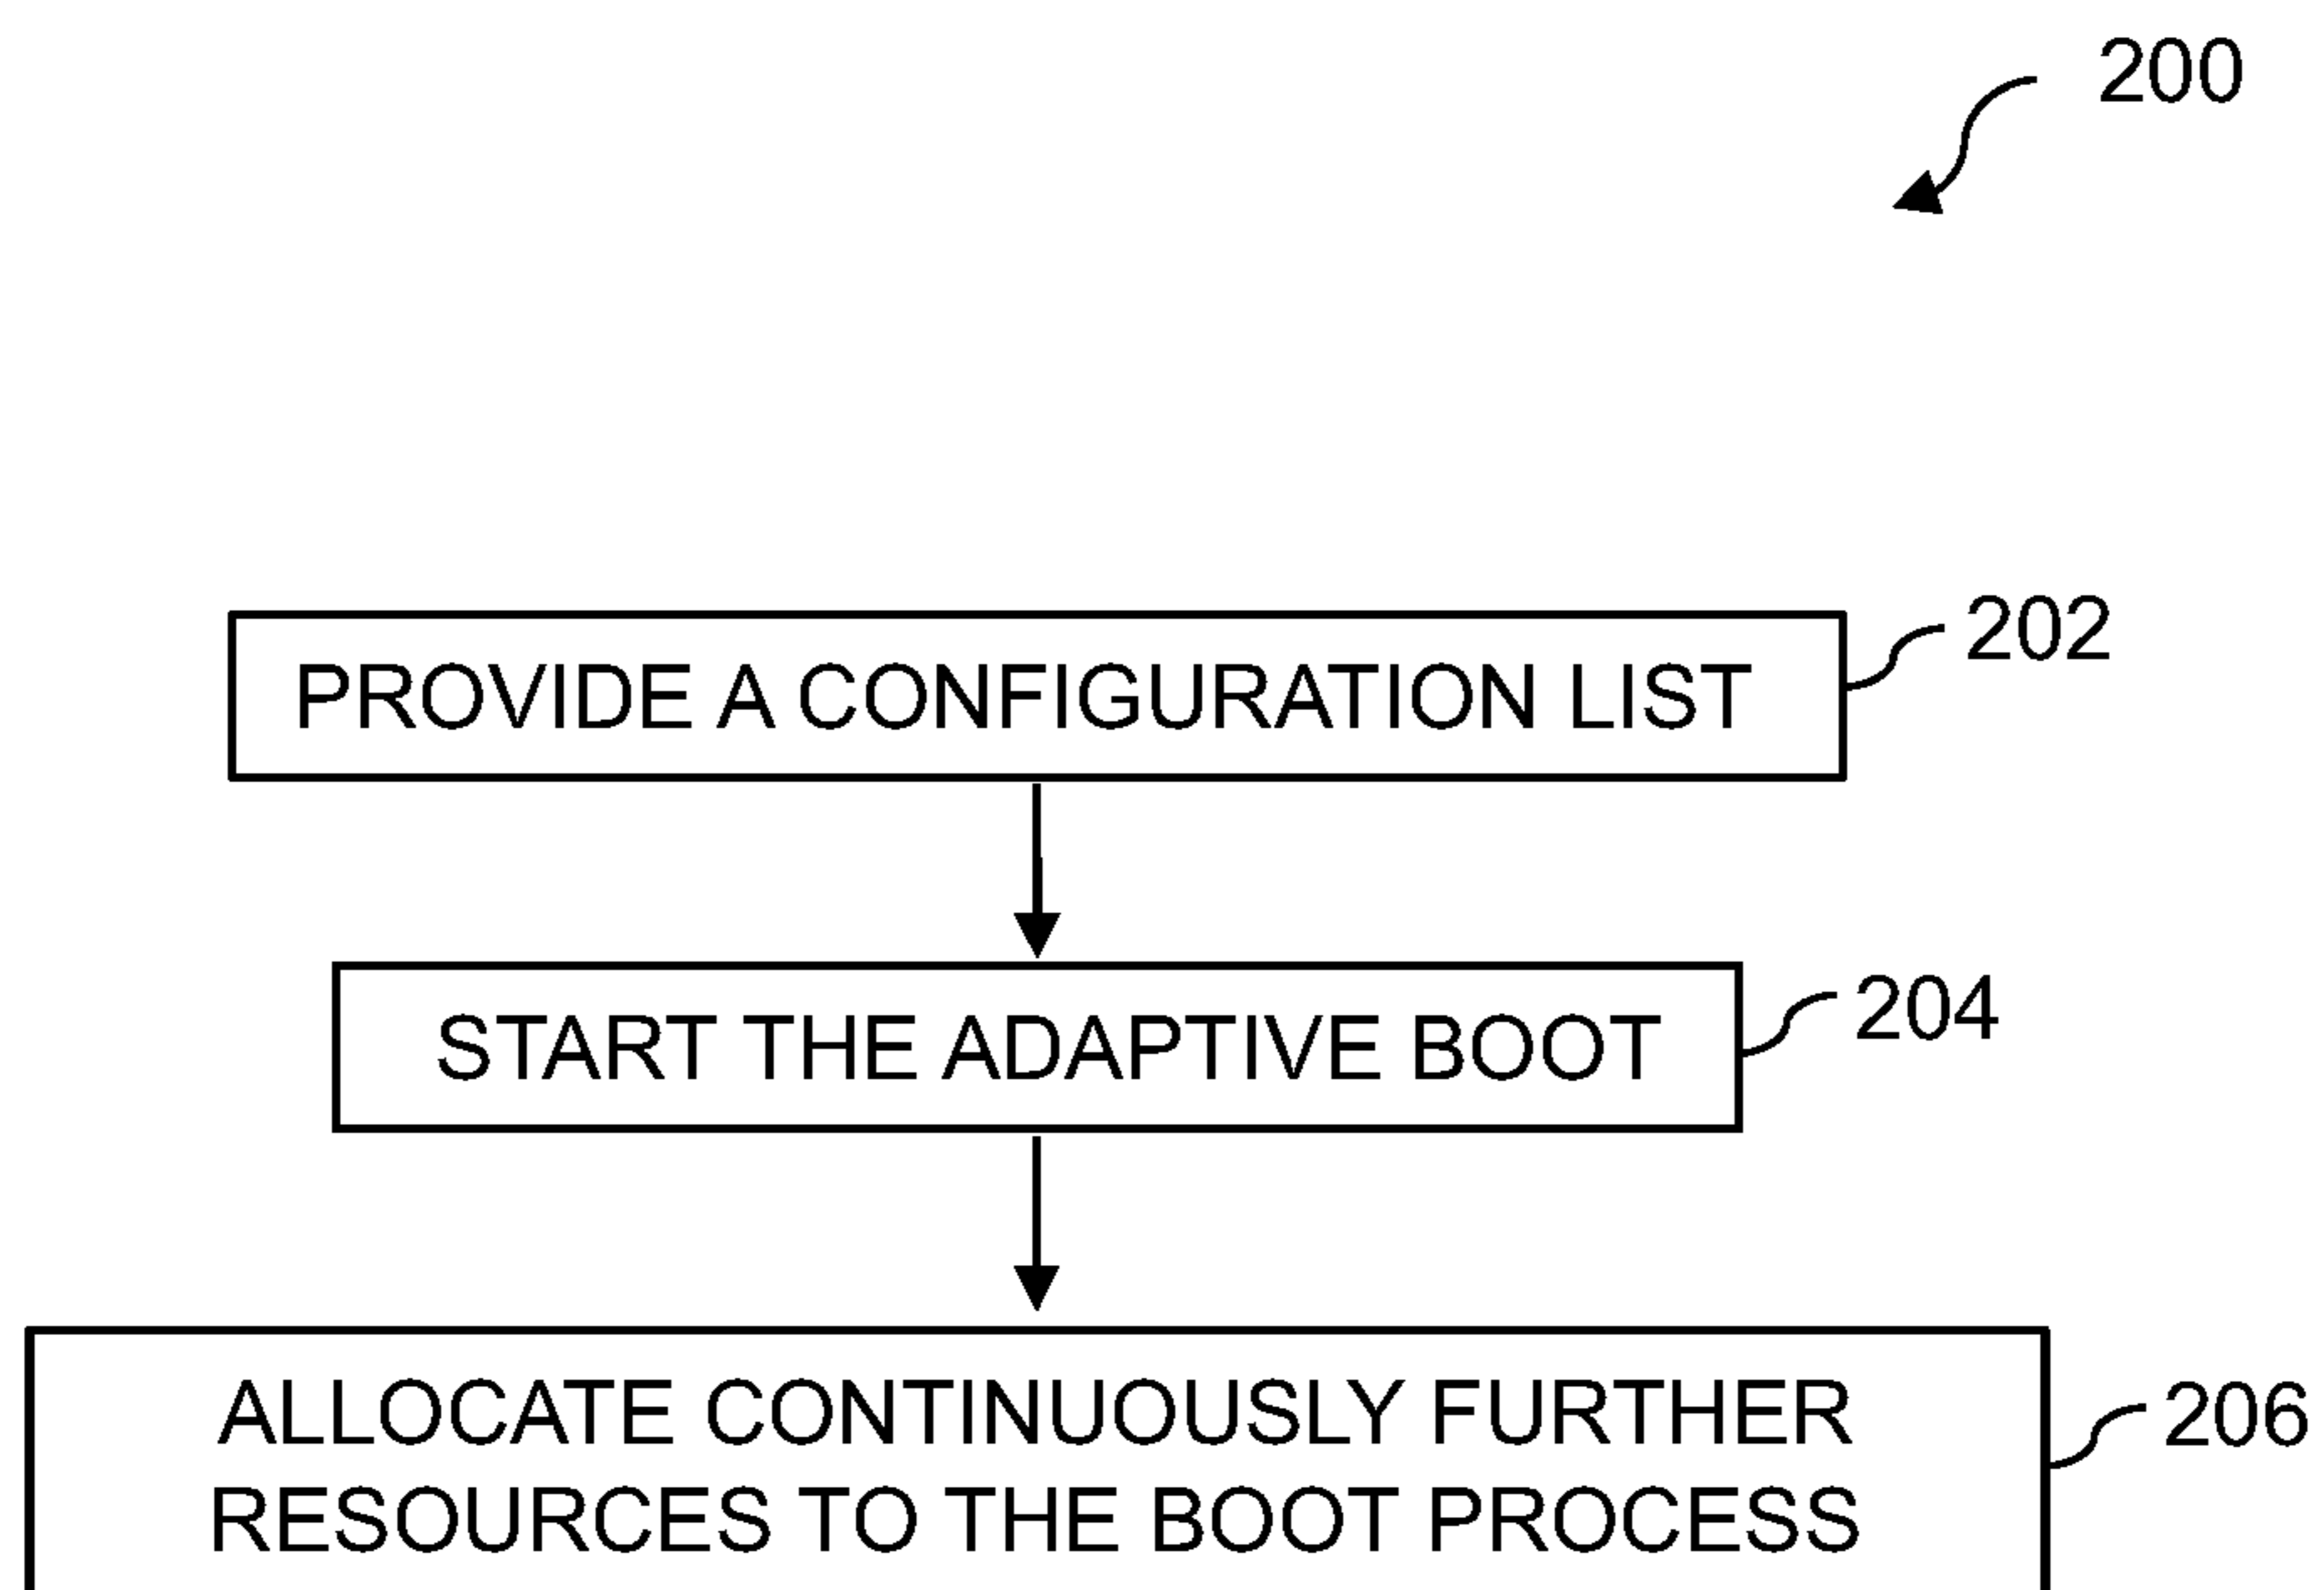 200
PROVIDE A CONFIGURATION LIST
202
START THE ADAPTIVE BOOT
204
ALLOCATE CONTINUOUSLY FURTHER
RESOURCES TO THE BOOT PROCESS
206